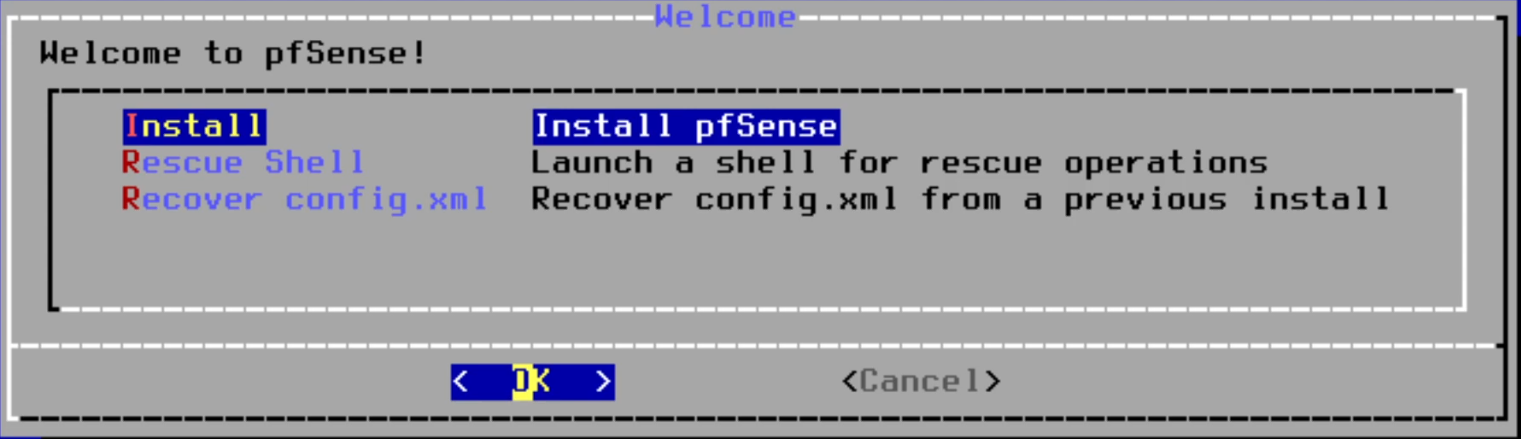 Welcome
Welcome to pfSense!
Install Install pfSense
Rescue Shell Launch a shell for rescue operations
Recover config.xml Recover config.xml from a previous install
< OK > <Cancel>